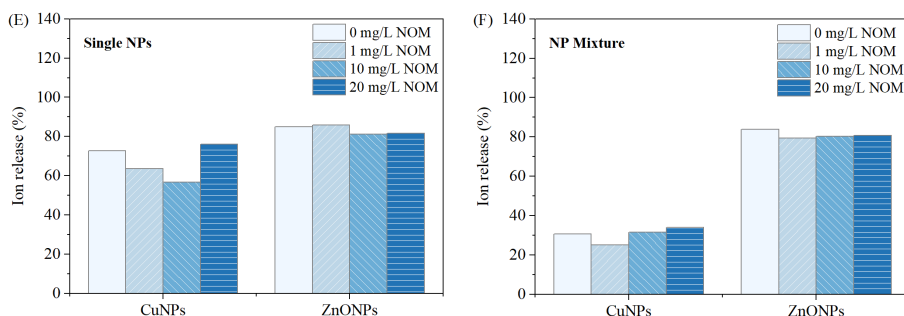 (E)
Single NPs
0 mg/L NOM
1 mg/L NOM
10 mg/L NOM
20 mg/L NOM
Ion release (%)
140
120
100
80
60
40
20
0
CuNPs ZnONPs
(F)
NP Mixture
0 mg/L NOM
1 mg/L NOM
10 mg/L NOM
20 mg/L NOM
Ion release (%)
140
120
100
80
60
40
20
0
CuNPs ZnONPs